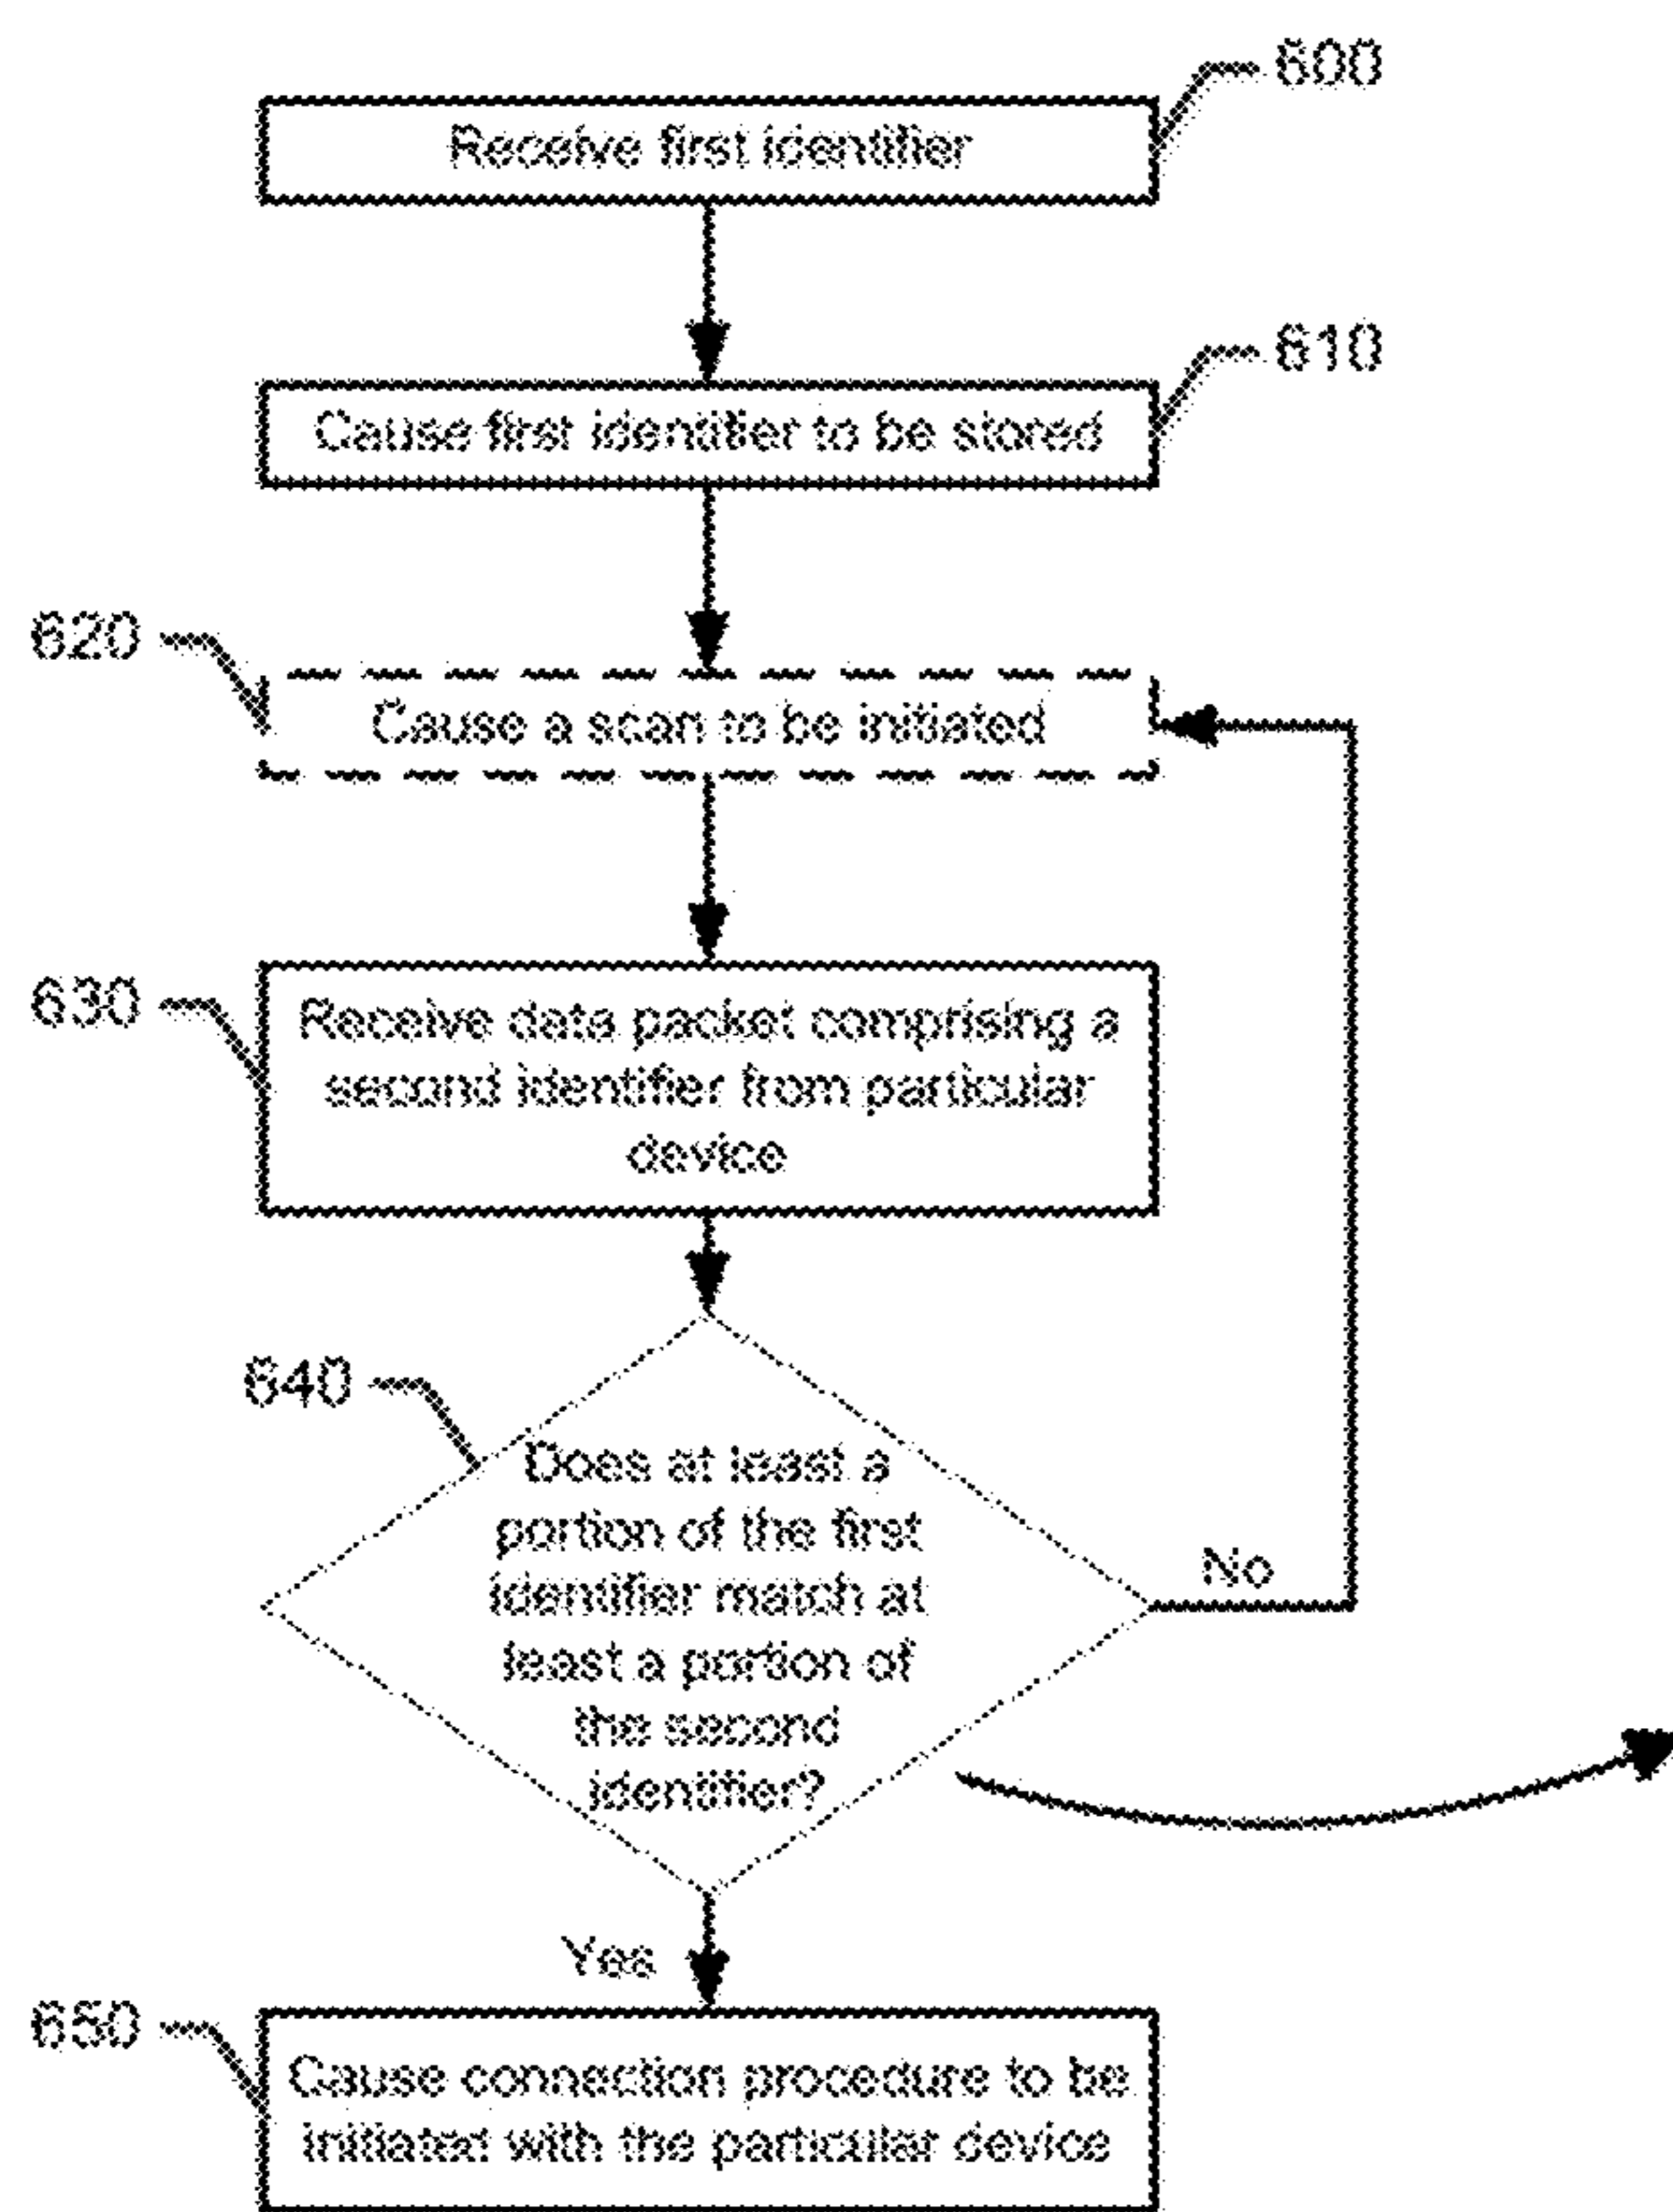 600
Receive first identifier
610
Cause first identifier to be stored
620
Cause a scan to be initiated
630
Receive data packet comprising a
second identifier from particular
device
640
Does at least a
portion of the first
identifier match at
least a portion of
the second
identifier?
No
Yes
650
Cause connection procedure to be
initiated with the particular device